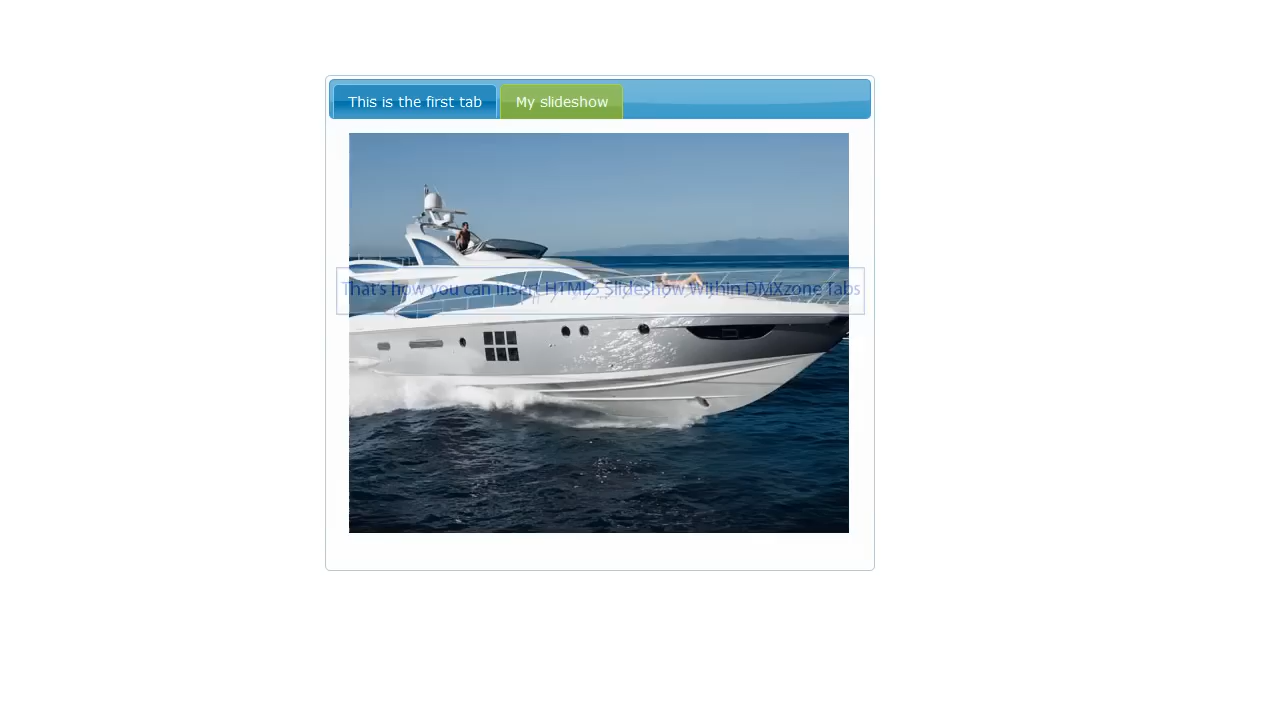 This is the first tab
My slideshow
That's how you can insert HTML5 Slideshow within DMXzone Tabs